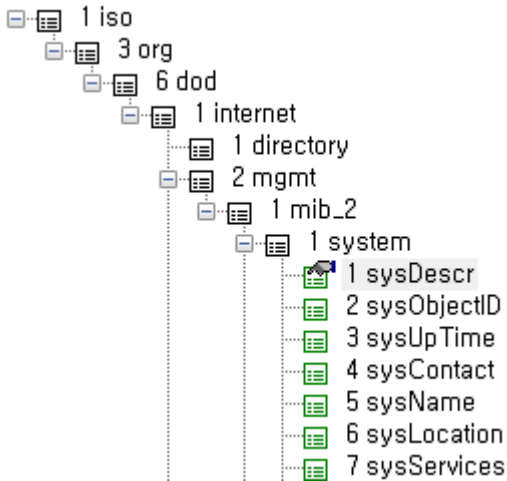 1 iso
3 org
6 dod
1 internet
1 directory
2 mgmt
1 mib_2
1 system
1 sysDescr
2 sysObjectID
3 sysUpTime
4 sysContact
5 sysName
6 sysLocation
7 sysServices